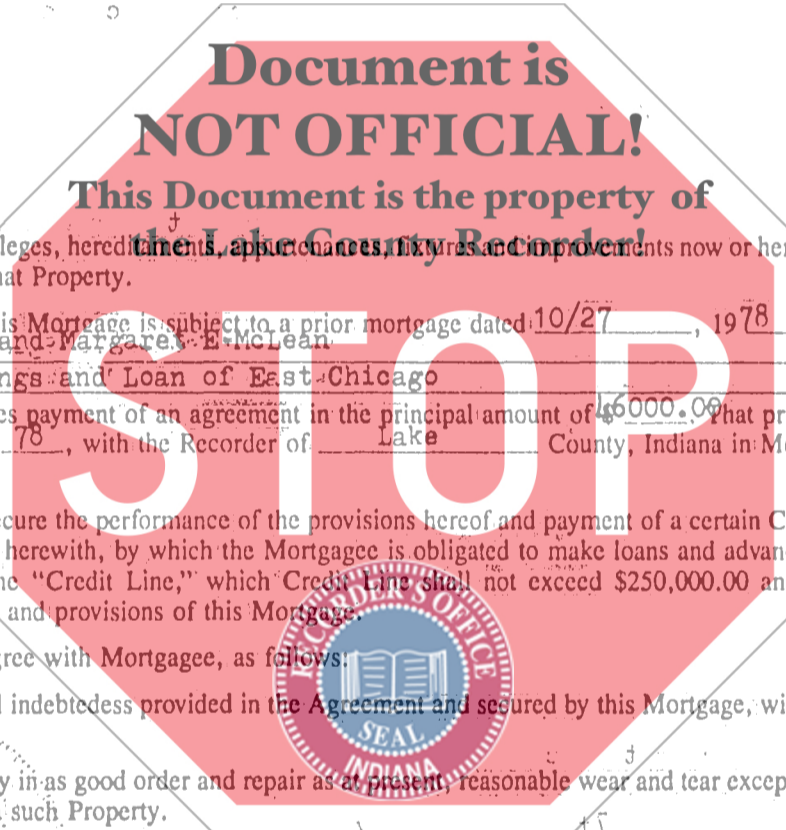 Document is
NOT OFFICIAL!
This Document is the property of
the Lake County Recorder!
leges, hereditaments, appurtenances, fixtures and improvements now or her
nat Property.
is Mortgage is subject to a prior mortgage dated 10/27, 1978
and Margaret E McLean
ngs and Loan of East Chicago
es payment of an agreement in the principal amount of $46000.00 That pr
78, with the Recorder of Lake County, Indiana in M
STOP
cure the performance of the provisions hereof and payment of a certain C
herewith, by which the Mortgagee is obligated to make loans and advan
he “Credit Line,” which Credit Line shall not exceed $250,000.00 an
and provisions of this Mortgage.
RECORDER'S OFFICE
ree with Mortgagee, as follows:
l indebtedess provided in the Agreement and secured by this Mortgage, wi
SEAL
INDIANA
y in as good order and repair as at present, reasonable wear and tear excep
such Property.